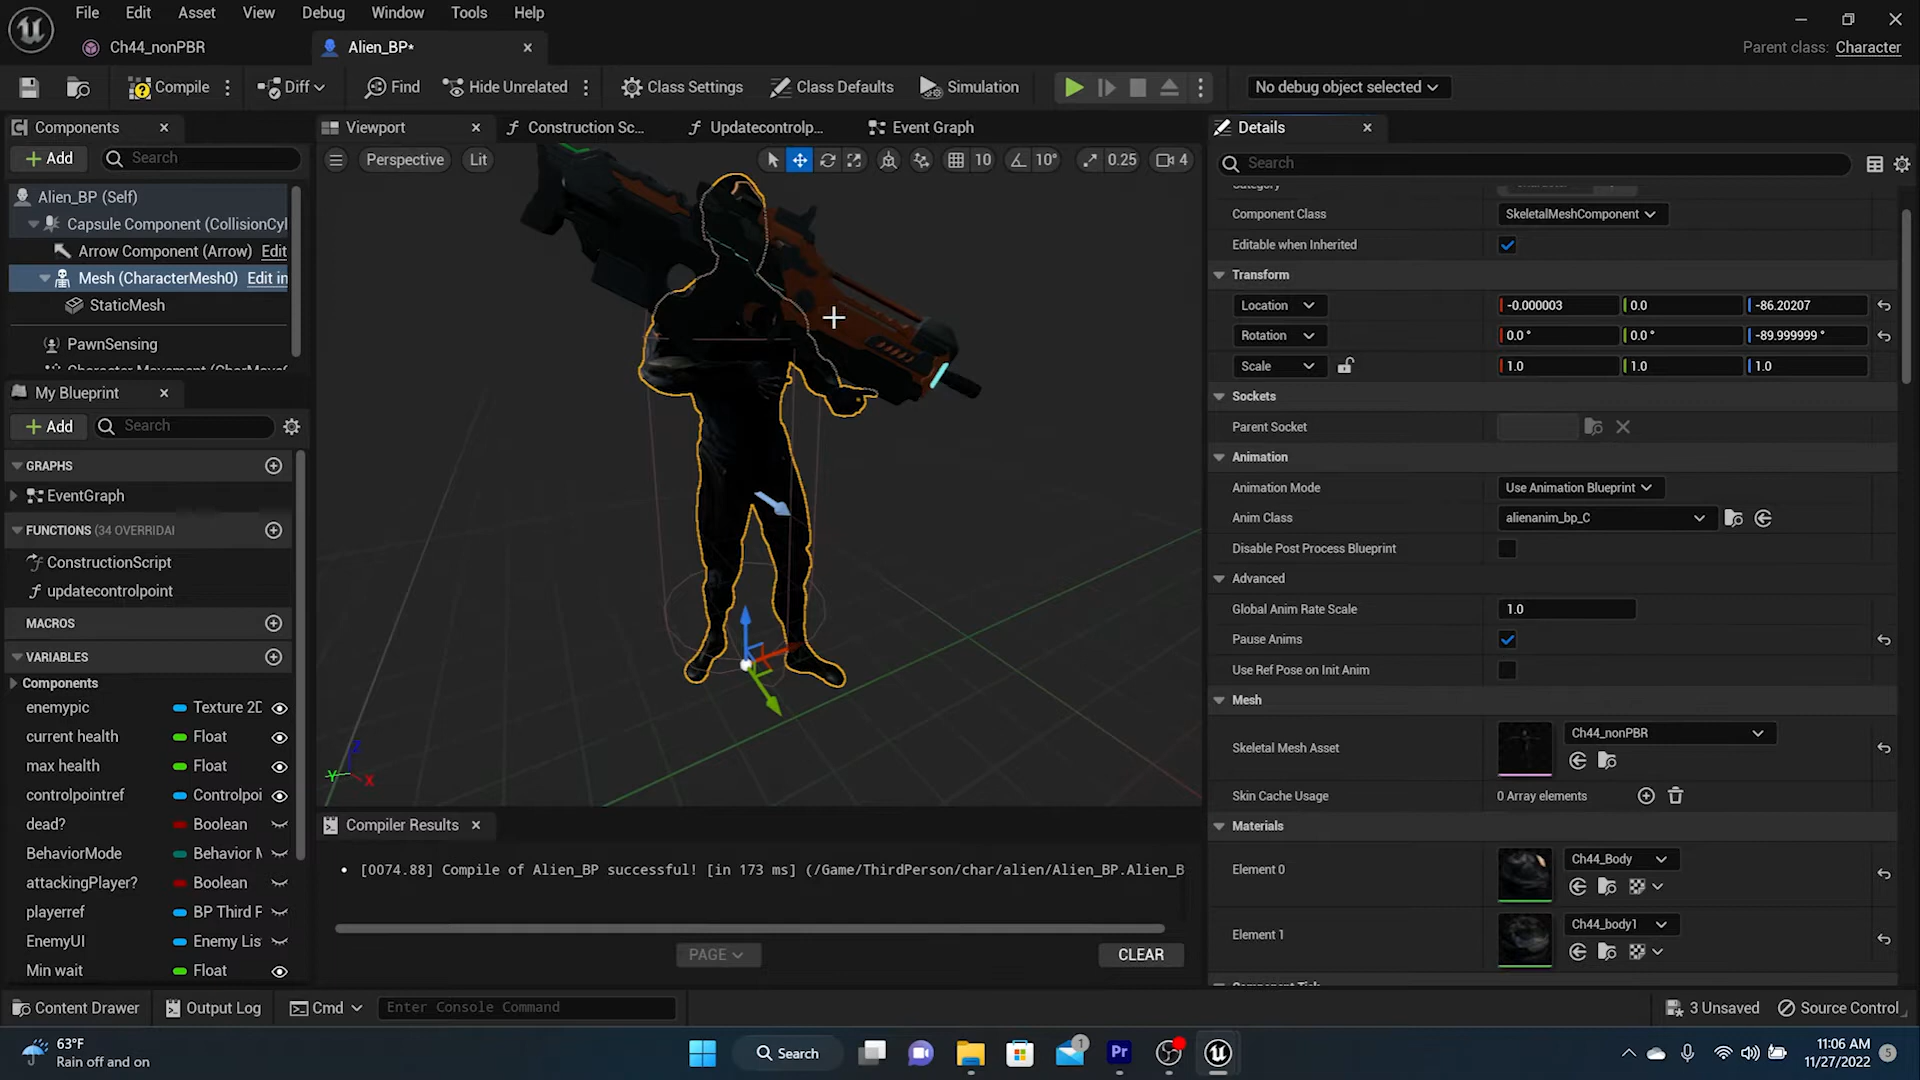 File Edit Asset View Debug Window Tools Help
Ch44_nonPBR
Alien_BP*
Parent class: Character
Compile
Diff
Find
Hide Unrelated
Class Settings
Class Defaults
Simulation
No debug object selected
Components
Add
Search
Alien_BP (Self)
Capsule Component (CollisionCyl
Arrow Component (Arrow) Edit
Mesh (CharacterMesh0) Edit in
StaticMesh
PawnSensing
My Blueprint
Add
Search
GRAPHS
EventGraph
FUNCTIONS (34 OVERRIDAI
ConstructionScript
updatecontrolpoint
MACROS
VARIABLES
Components
enemypic Texture 2D
current health Float
max health Float
controlpointref Controlpoi
dead? Boolean
BehaviorMode Behavior M
attackingPlayer? Boolean
playerref BP Third P
EnemyUI Enemy Lis
Min wait Float
Viewport
Construction Sc...
Updatecontrolp...
Event Graph
Perspective
Lit
10
10°
0.25
4
Y
Z
X
Compiler Results
[0074.88] Compile of Alien_BP successful! [in 173 ms] (/Game/ThirdPerson/char/alien/Alien_BP.Alien_B
PAGE
CLEAR
Details
Search
Component Class SkeletalMeshComponent
Editable when Inherited
Transform
Location -0.000003 0.0 -86.20207
Rotation 0.0° 0.0° -89.999999°
Scale 1.0 1.0 1.0
Sockets
Parent Socket
Animation
Animation Mode Use Animation Blueprint
Anim Class alienanim_bp_C
Disable Post Process Blueprint
Advanced
Global Anim Rate Scale 1.0
Pause Anims
Use Ref Pose on Init Anim
Mesh
Skeletal Mesh Asset Ch44_nonPBR
Skin Cache Usage 0 Array elements
Materials
Element 0 Ch44_Body
Element 1 Ch44_body1
Content Drawer
Output Log
Cmd
Enter Console Command
3 Unsaved
Source Control
63°F
Rain off and on
Search
1
Pr
11:06 AM
11/27/2022
5